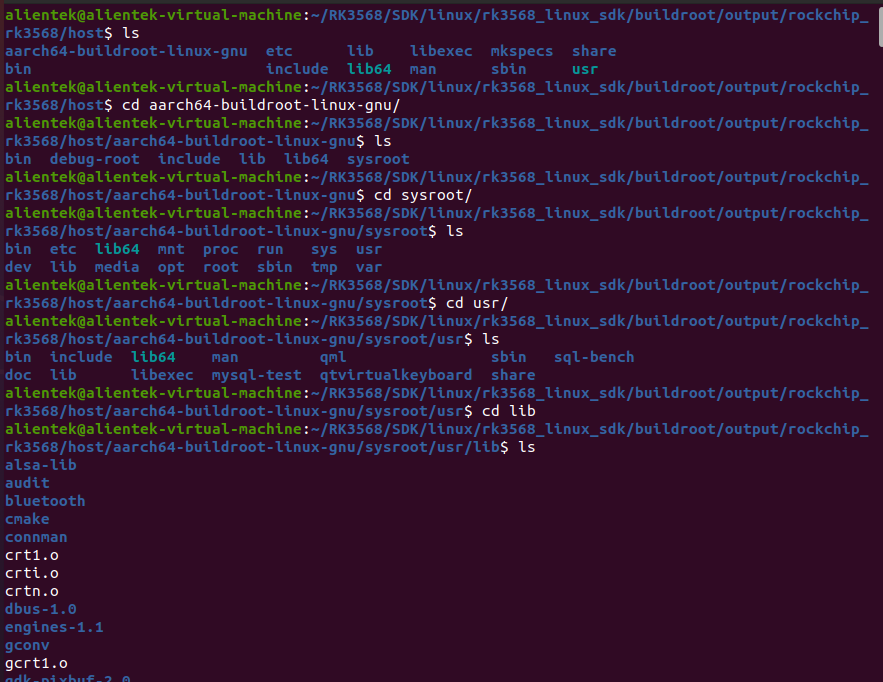 alientek@alientek-virtual-machine:~/RK3568/SDK/linux/rk3568_linux_sdk/buildroot/output/rockchip_
rk3568/host$ ls
aarch64-buildroot-linux-gnu  etc      lib    libexec  mkspecs  share
bin                          include  lib64  man      sbin     usr
alientek@alientek-virtual-machine:~/RK3568/SDK/linux/rk3568_linux_sdk/buildroot/output/rockchip_
rk3568/host$ cd aarch64-buildroot-linux-gnu/
alientek@alientek-virtual-machine:~/RK3568/SDK/linux/rk3568_linux_sdk/buildroot/output/rockchip_
rk3568/host/aarch64-buildroot-linux-gnu$ ls
bin  debug-root  include  lib  lib64  sysroot
alientek@alientek-virtual-machine:~/RK3568/SDK/linux/rk3568_linux_sdk/buildroot/output/rockchip_
rk3568/host/aarch64-buildroot-linux-gnu$ cd sysroot/
alientek@alientek-virtual-machine:~/RK3568/SDK/linux/rk3568_linux_sdk/buildroot/output/rockchip_
rk3568/host/aarch64-buildroot-linux-gnu/sysroot$ ls
bin  etc  lib64  mnt  proc  run   sys  usr
dev  lib  media  opt  root  sbin  tmp  var
alientek@alientek-virtual-machine:~/RK3568/SDK/linux/rk3568_linux_sdk/buildroot/output/rockchip_
rk3568/host/aarch64-buildroot-linux-gnu/sysroot$ cd usr/
alientek@alientek-virtual-machine:~/RK3568/SDK/linux/rk3568_linux_sdk/buildroot/output/rockchip_
rk3568/host/aarch64-buildroot-linux-gnu/sysroot/usr$ ls
bin  include  lib64    man         qml                sbin   sql-bench
doc  lib      libexec  mysql-test  qtvirtualkeyboard  share
alientek@alientek-virtual-machine:~/RK3568/SDK/linux/rk3568_linux_sdk/buildroot/output/rockchip_
rk3568/host/aarch64-buildroot-linux-gnu/sysroot/usr$ cd lib
alientek@alientek-virtual-machine:~/RK3568/SDK/linux/rk3568_linux_sdk/buildroot/output/rockchip_
rk3568/host/aarch64-buildroot-linux-gnu/sysroot/usr/lib$ ls
alsa-lib
audit
bluetooth
cmake
connman
crt1.o
crti.o
crtn.o
dbus-1.0
engines-1.1
gconv
gcrt1.o
gdk-pixbuf-2.0